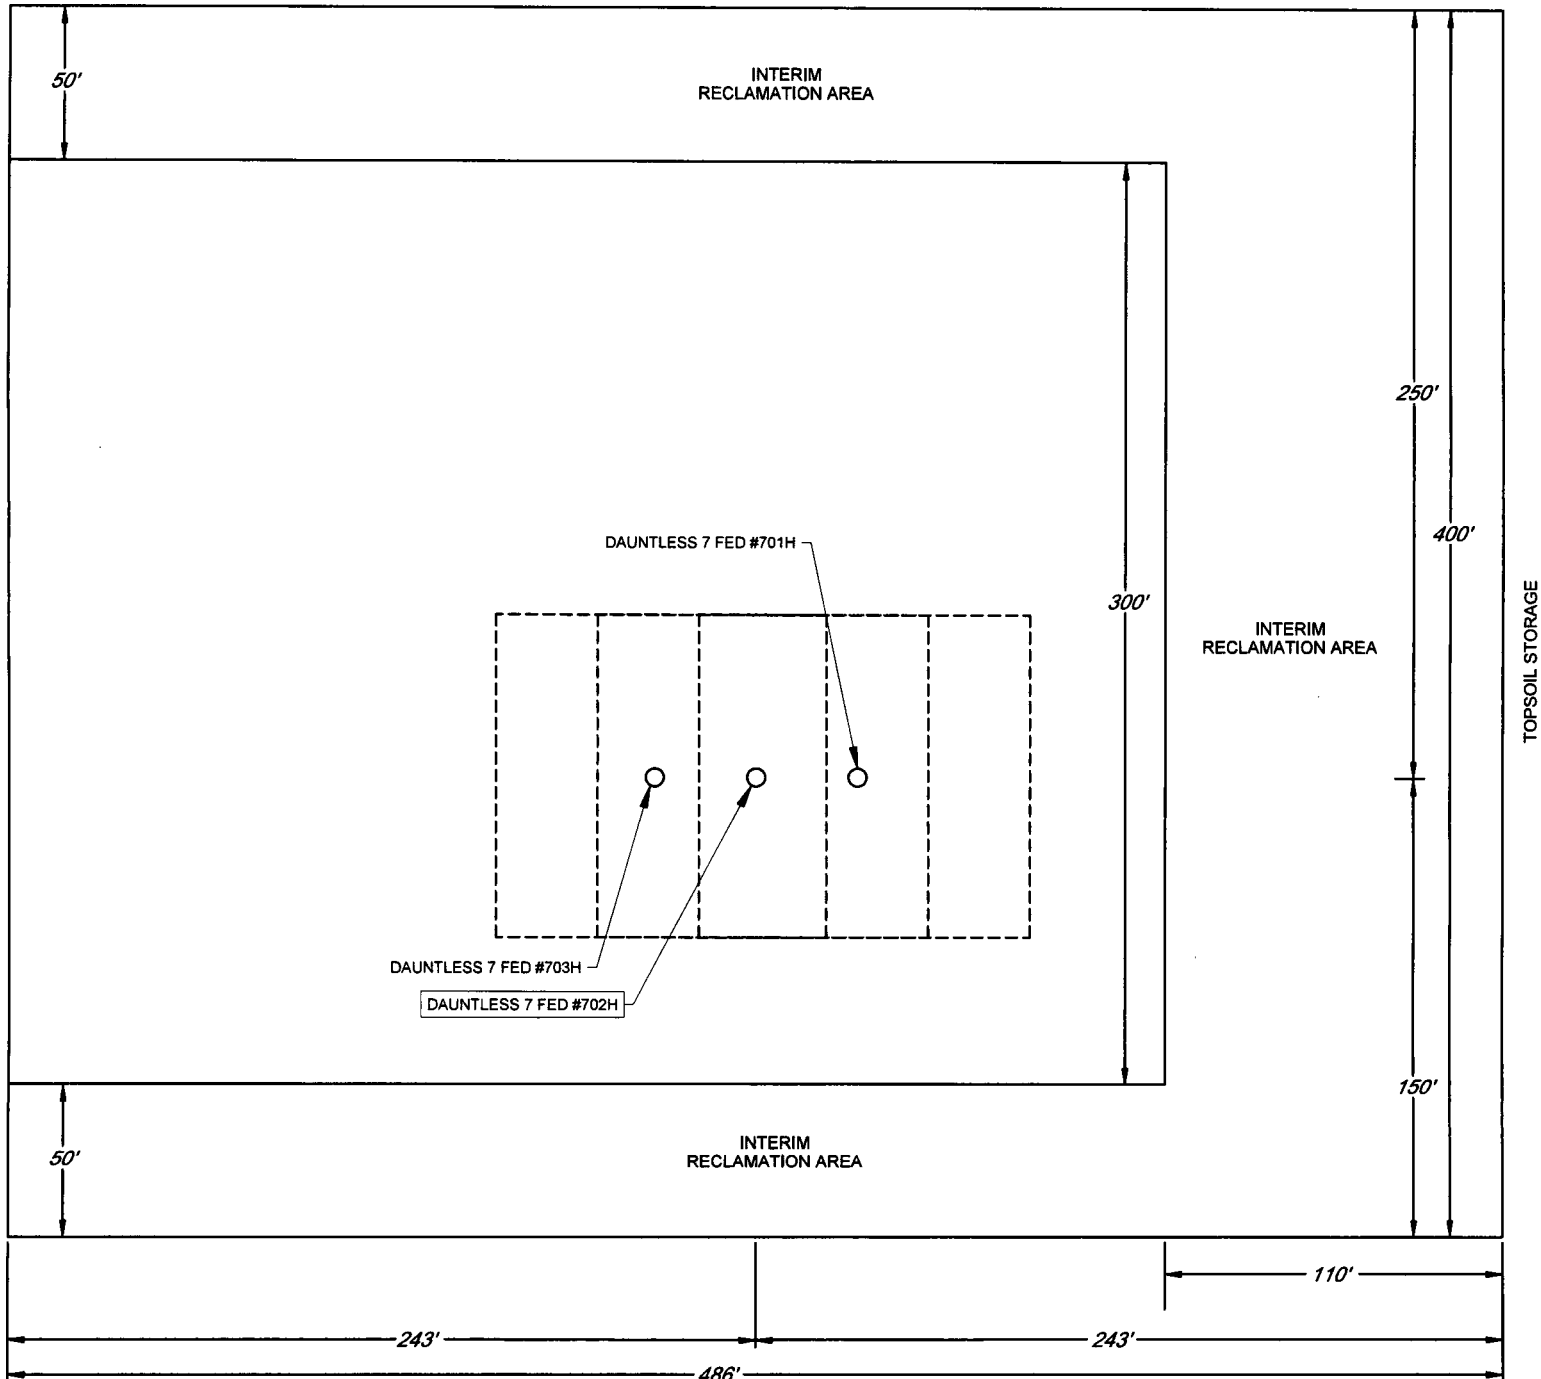 50'
INTERIM
RECLAMATION AREA
250'
400'
DAUNTLESS 7 FED #701H
300'
INTERIM
RECLAMATION AREA
TOPSOIL STORAGE
DAUNTLESS 7 FED #703H
DAUNTLESS 7 FED #702H
150'
50'
INTERIM
RECLAMATION AREA
110'
243'
243'
486'